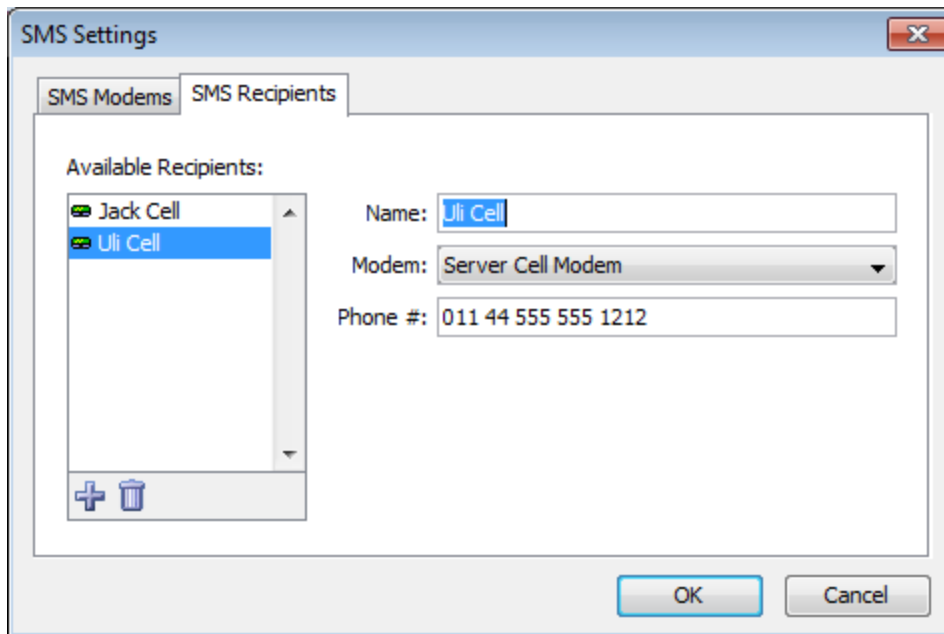 SMS Settings
SMS Modems
SMS Recipients
Available Recipients:
Jack Cell
Uli Cell
Name: Uli Cell
Modem: Server Cell Modem
Phone #: 011 44 555 555 1212
OK
Cancel